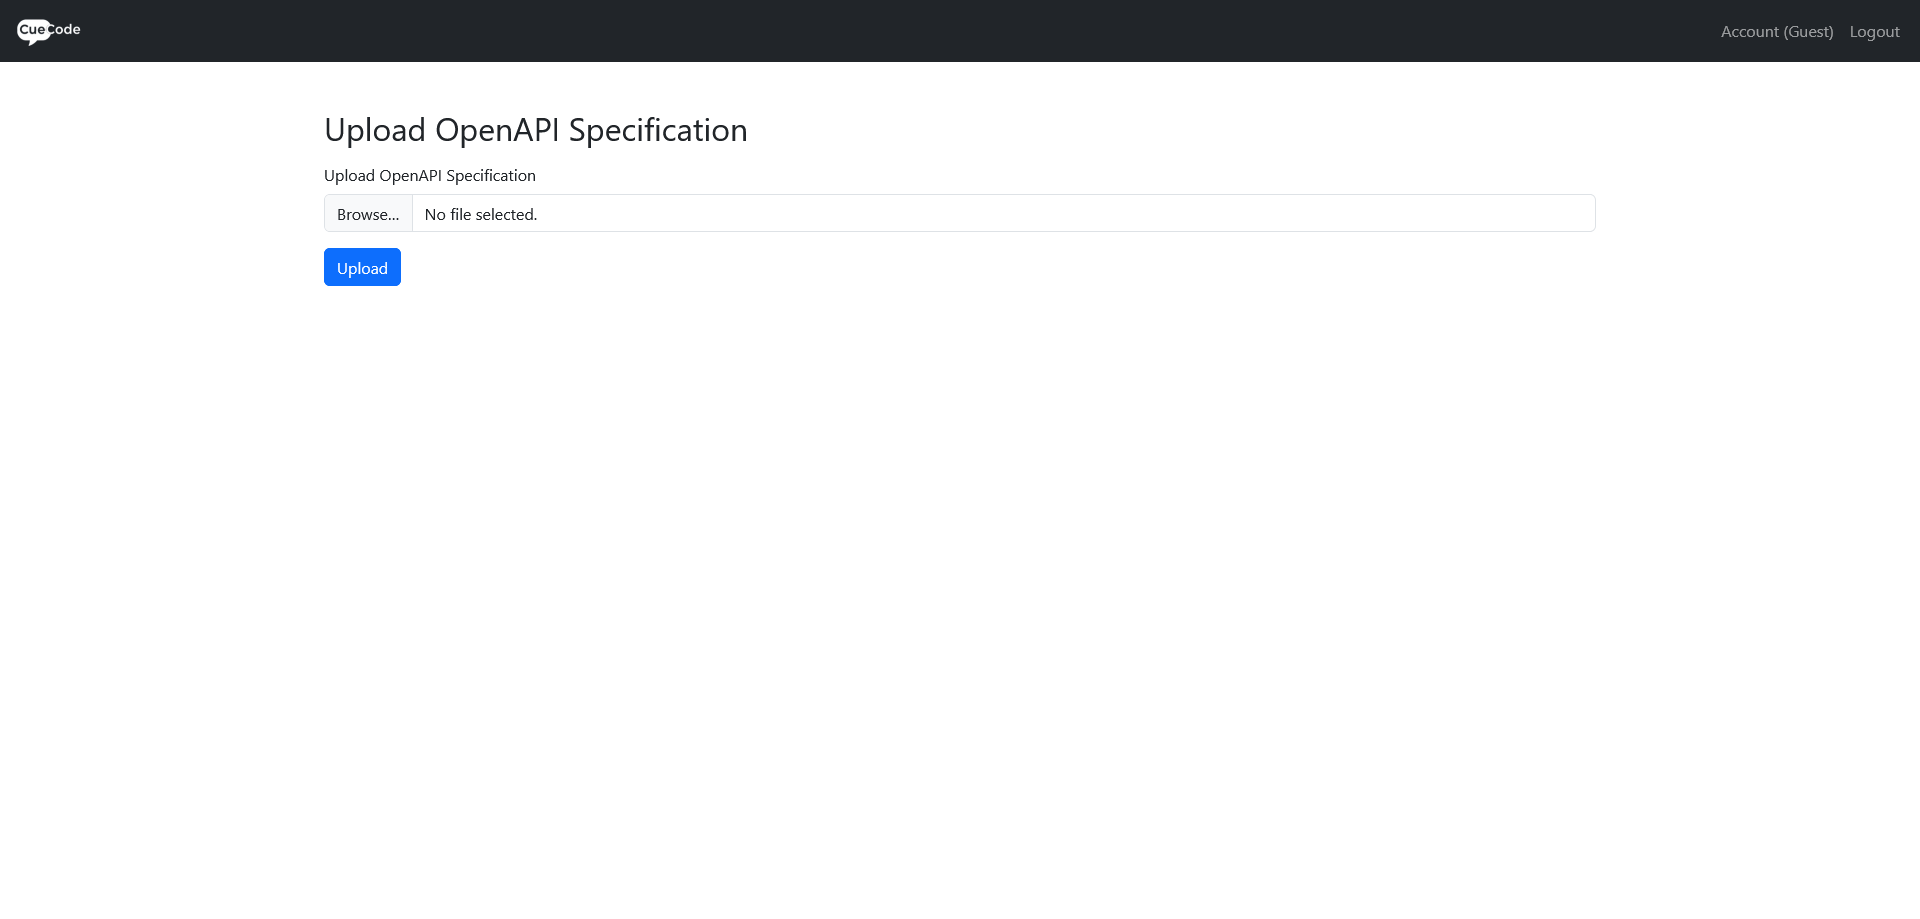 CueCode
Account (Guest) Logout
Upload OpenAPI Specification
Upload OpenAPI Specification
Browse... No file selected.
Upload